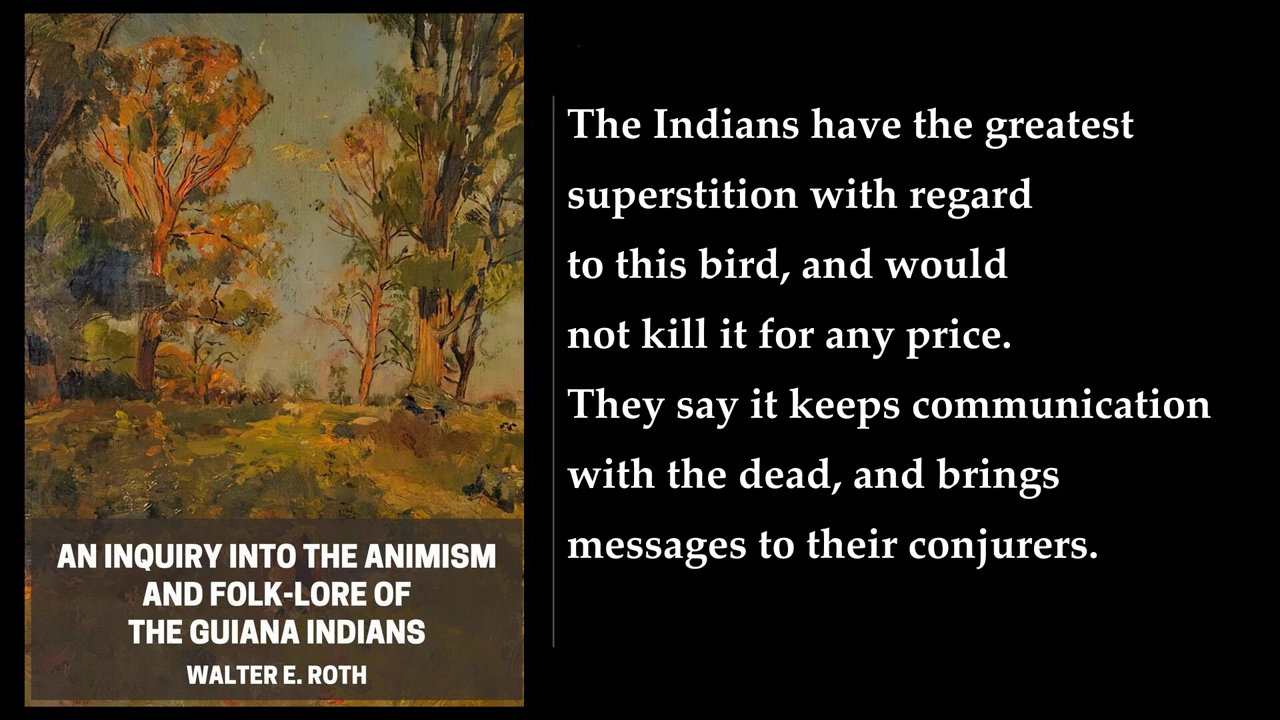 AN INQUIRY INTO THE ANIMISM
AND FOLK-LORE OF
THE GUIANA INDIANS
WALTER E. ROTH
The Indians have the greatest
superstition with regard
to this bird, and would
not kill it for any price.
They say it keeps communication
with the dead, and brings
messages to their conjurers.